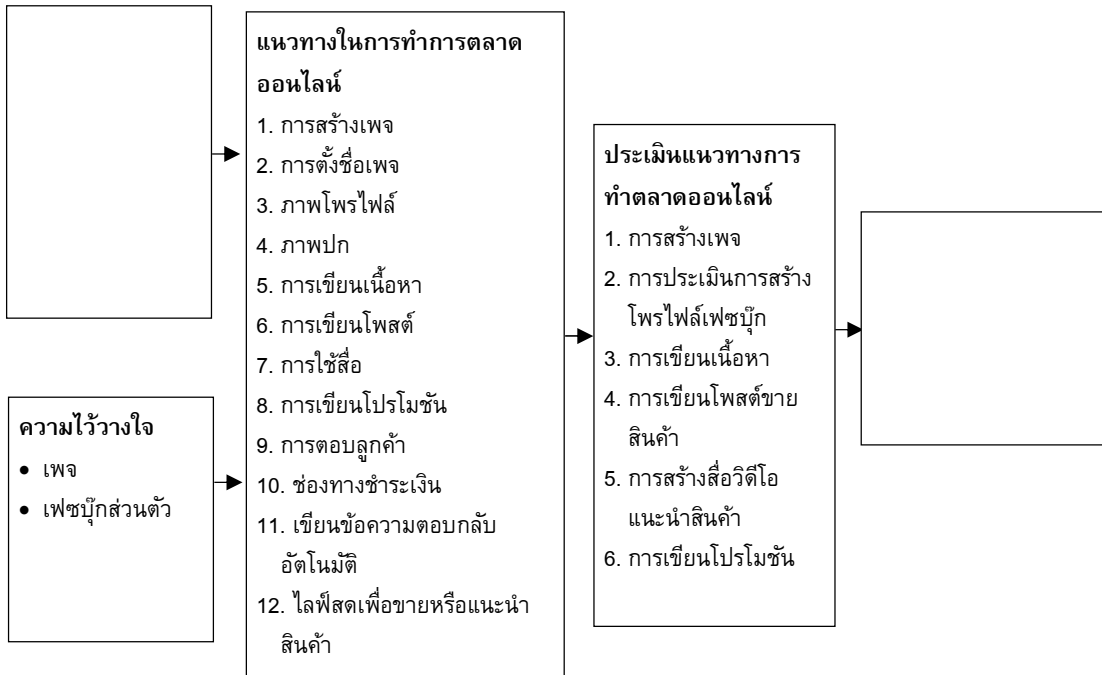 แนวทางในการทำการตลาด
ออนไลน์
1. การสร้างเพจ
2. การตั้งชื่อเพจ
3. ภาพโพรไฟล์
4. ภาพปก
5. การเขียนเนื้อหา
6. การเขียนโพสต์
7. การใช้สื่อ
8. การเขียนโปรโมชัน
9. การตอบลูกค้า
10. ช่องทางชำระเงิน
11. เขียนข้อความตอบกลับ
อัตโนมัติ
12. ไลฟ์สดเพื่อขายหรือแนะนำ
สินค้า
ความไว้วางใจ
• เพจ
• เฟซบุ๊กส่วนตัว
ประเมินแนวทางการ
ทำตลาดออนไลน์
1. การสร้างเพจ
2. การประเมินการสร้าง
โพรไฟล์เฟซบุ๊ก
3. การเขียนเนื้อหา
4. การเขียนโพสต์ขาย
สินค้า
5. การสร้างสื่อวิดีโอ
แนะนำสินค้า
6. การเขียนโปรโมชัน